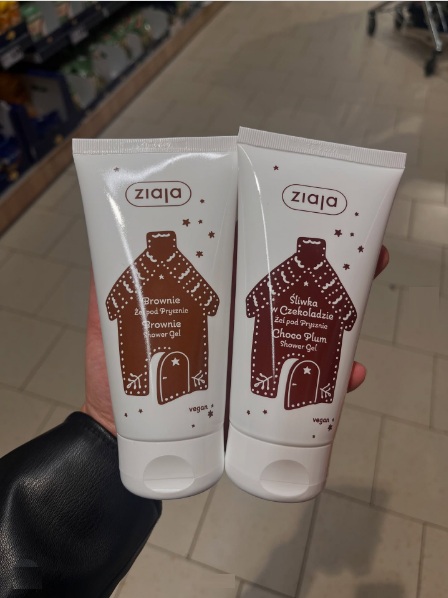 ziaja
Brownie
Żel pod Prysznic
Brownie
Shower Gel
vegan
ziaja
Śliwka
w Czekoladzie
Żel pod Prysznic
Choco Plum
Shower Gel
vegan